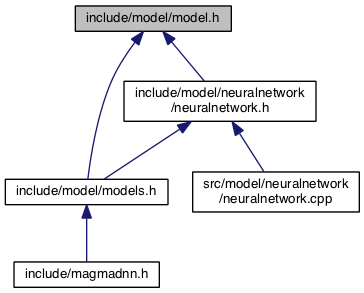 include/model/model.h
include/model/neuralnetwork
/neuralnetwork.h
include/model/models.h
src/model/neuralnetwork
/neuralnetwork.cpp
include/magmadnn.h